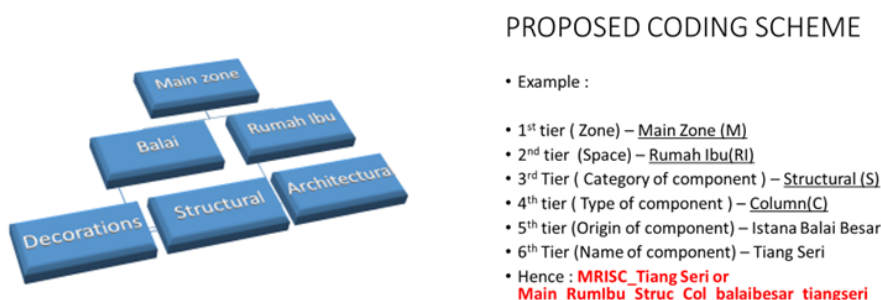 Main zone
Balai
Rumah Ibu
Decorations
Structural
Architectural
PROPOSED CODING SCHEME
• Example :
• 1st tier ( Zone) – Main Zone (M)
• 2nd tier (Space) – Rumah Ibu(RI)
• 3rd Tier ( Category of component ) – Structural (S)
• 4th tier ( Type of component ) – Column(C)
• 5th tier (Origin of component) – Istana Balai Besar
• 6th Tier (Name of component) – Tiang Seri
• Hence : MRISC_Tiang Seri or
Main_RumIbu_Struc_Col_balaibesar_tiangseri